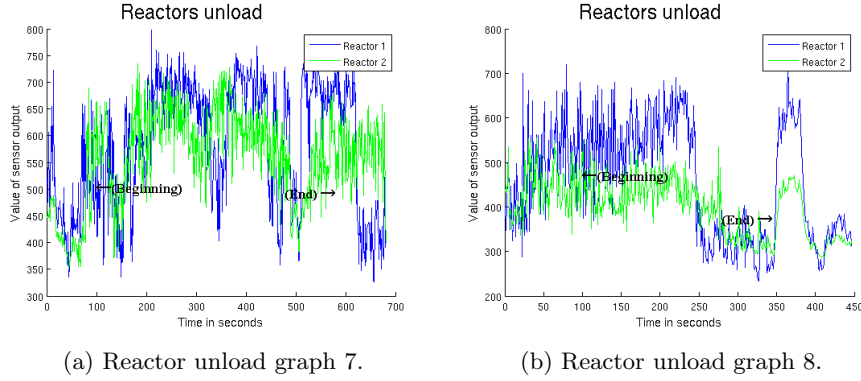 Reactors unload
800
750
700
650
600
550
500
450
400
350
300
0 100 200 300 400 500 600 700
Value of sensor output
Time in seconds
Reactor 1
Reactor 2
(Beginning)
(End)
(a) Reactor unload graph 7.
Reactors unload
800
700
600
500
400
300
200
0 50 100 150 200 250 300 350 400 450
Value of sensor output
Time in seconds
Reactor 1
Reactor 2
(Beginning)
(End)
(b) Reactor unload graph 8.